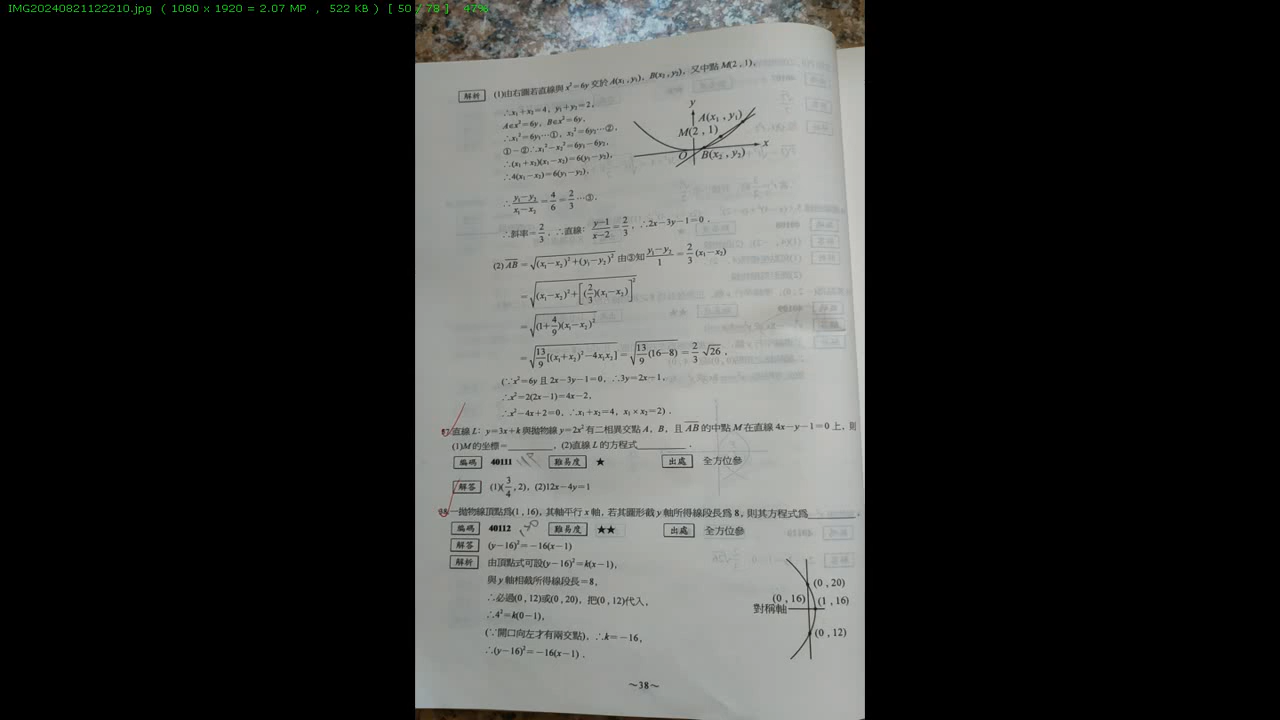 IMG20240821122210.jpg ( 1080 x 1920 = 2.07 MP , 522 KB ) [ 50 / 78 ] 47%
解析 (1)由右圖若直線與 x²=6y 交於 A(x₁ , y₁)，B(x₂ , y₂)，又中點 M(2 , 1)，
∴x₁+x₂=4，y₁+y₂=2，
A∈x²=6y，B∈x²=6y，
∴x₁²=6y₁…①，x₂²=6y₂…②，
①-②∴x₁²-x₂²=6y₁-6y₂，
∴(x₁+x₂)(x₁-x₂)=6(y₁-y₂)，
∴4(x₁-x₂)=6(y₁-y₂)，
y
A(x₁ , y₁)
M(2 , 1)
x
O
B(x₂ , y₂)
∴(y₁-y₂)/(x₁-x₂)=4/6=2/3…③．
∴斜率=2/3，∴直線：(y-1)/(x-2)=2/3，∴2x-3y-1=0．
(2) AB=√((x₁-x₂)²+(y₁-y₂)²) 由③知 (y₁-y₂)/1=2/3(x₁-x₂)
=√((x₁-x₂)²+[(2/3)(x₁-x₂)]²)
=√((1+4/9)(x₁-x₂)²)
=√(13/9[(x₁+x₂)²-4x₁x₂])=√(13/9(16-8))=2/3√26．
(∵x²=6y 且 2x-3y-1=0，∴3y=2x-1，
∴x²=2(2x-1)=4x-2，
∴x²-4x+2=0，∴x₁+x₂=4，x₁×x₂=2)．
37.直線 L：y=3x+k 與拋物線 y=2x² 有二相異交點 A，B，且 AB 的中點 M 在直線 4x-y-1=0 上，則
(1)M 的坐標=________，(2)直線 L 的方程式________．
編碼 40111 難易度 ★ 出處 全方位參
解答 (1)(3/4, 2), (2)12x-4y=1
38.若一拋物線頂點為(1 , 16)，其軸平行 x 軸，若其圖形截 y 軸所得線段長為 8，則其方程式為________
編碼 40112 難易度 ★★ 出處 全方位參
解答 (y-16)²=-16(x-1)
解析 由頂點式可設(y-16)²=k(x-1)，
與 y 軸相截所得線段長=8，
∴必過(0 , 12)或(0 , 20)，把(0 , 12)代入，
∴4²=k(0-1)，
(∵開口向左才有兩交點)，∴k=-16，
∴(y-16)²=-16(x-1)．
(0 , 20)
(0 , 16)
(1 , 16)
對稱軸
(0 , 12)
～38～